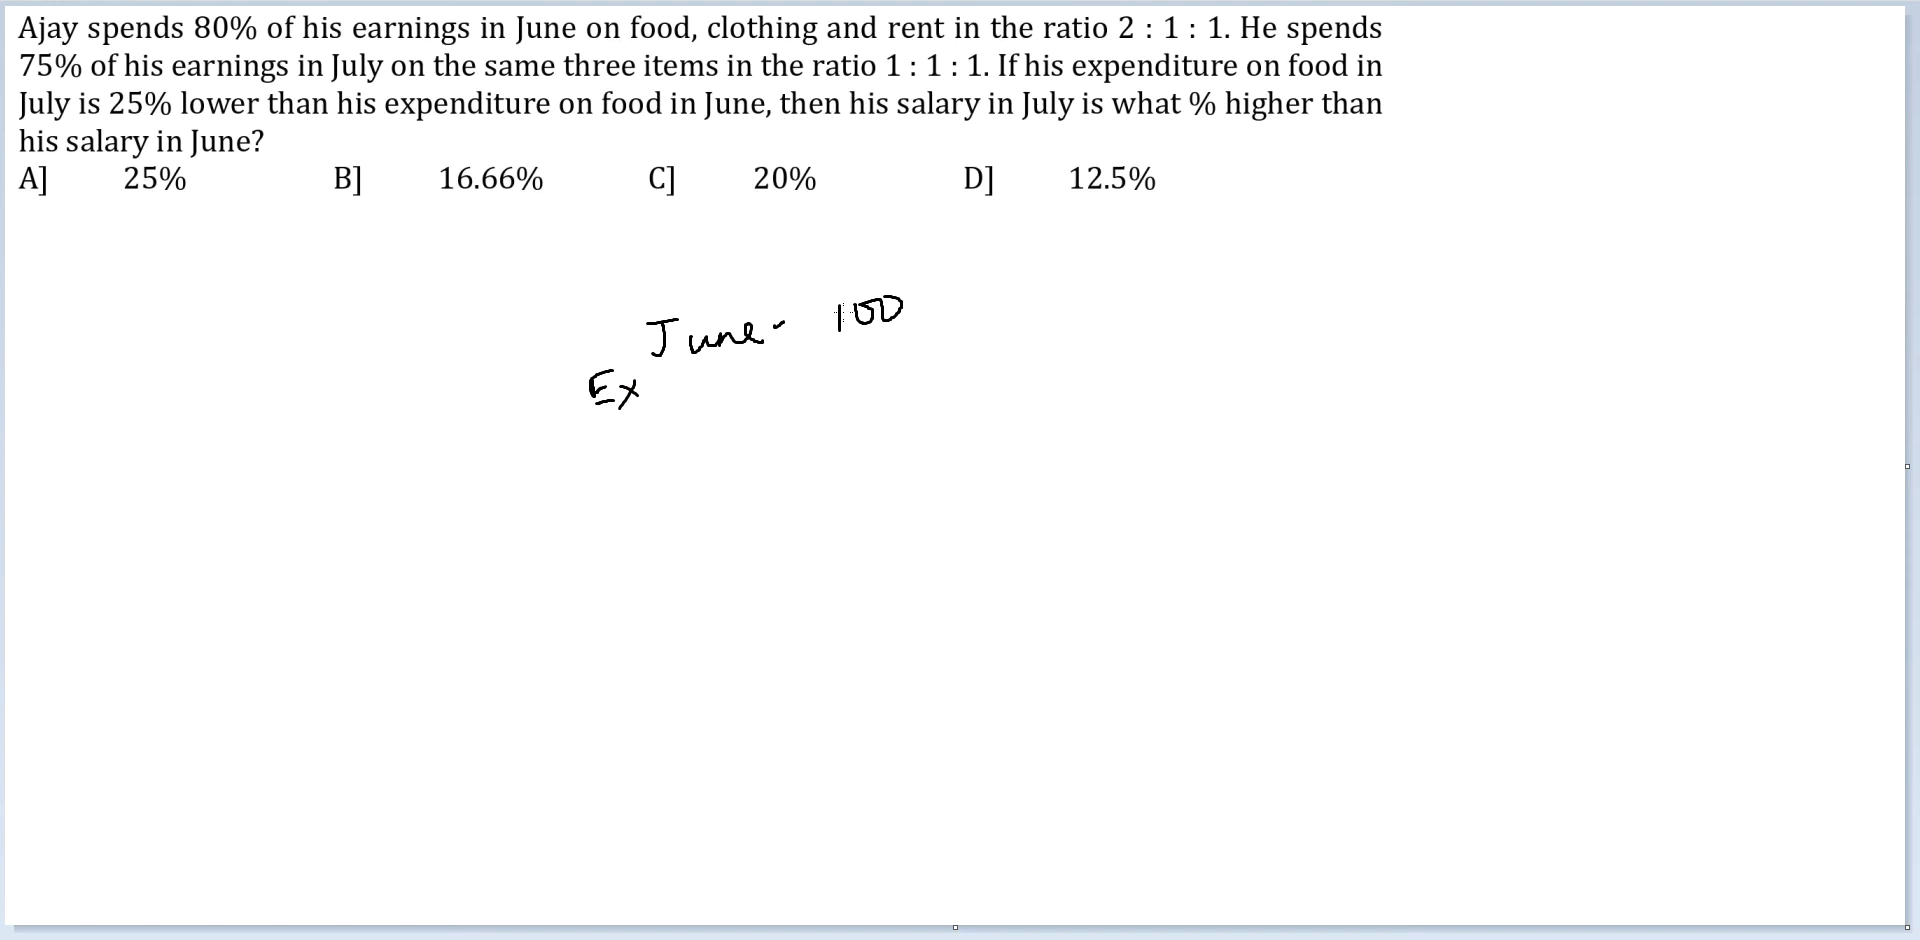 Ajay spends 80% of his earnings in June on food, clothing and rent in the ratio 2 : 1 : 1. He spends
75% of his earnings in July on the same three items in the ratio 1 : 1 : 1. If his expenditure on food in
July is 25% lower than his expenditure on food in June, then his salary in July is what % higher than
his salary in June?
A] 25% B] 16.66% C] 20% D] 12.5%
June - 100
Ex